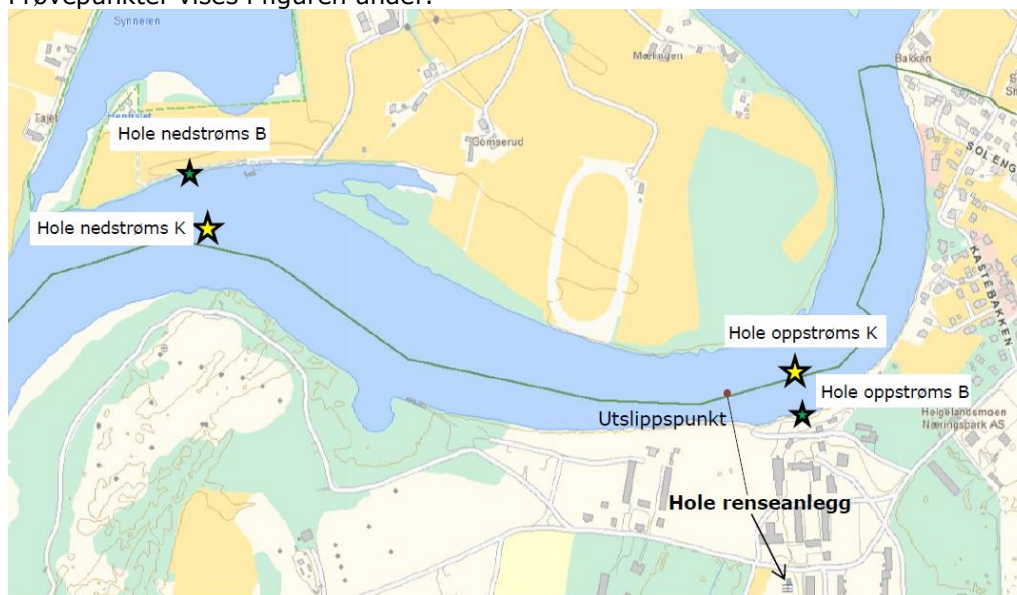 Prøvepunkter vises i figuren under.
Synneren
Mælingen
Bakken
Tajet
Hole nedstrøms B
Gomserud
SOLENG
Hole nedstrøms K
KASTEBAKKEN
Hole oppstrøms K
Hole oppstrøms B
Utslippspunkt
Helgelandsmoen
Næringspark AS
Hole renseanlegg